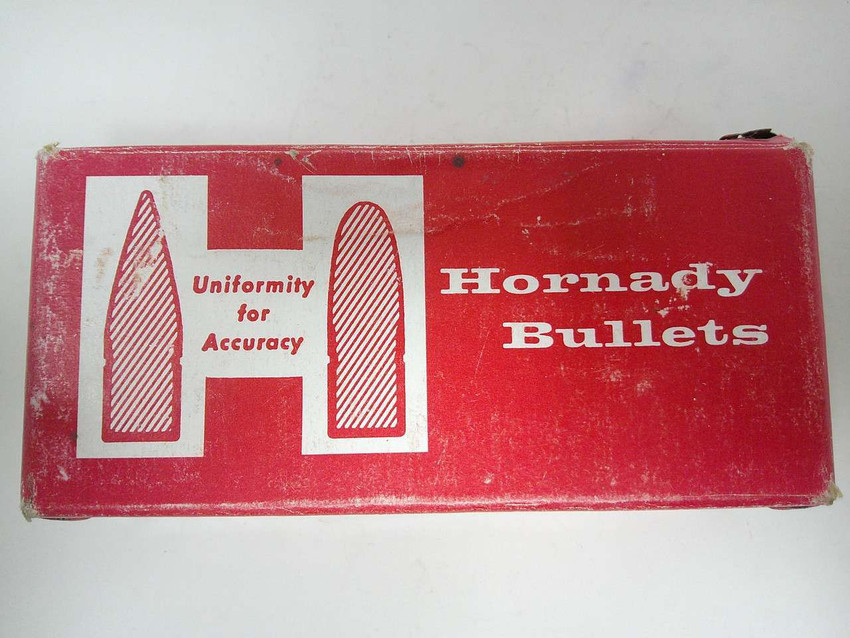 Uniformity
for
Accuracy
Hornady
Bullets